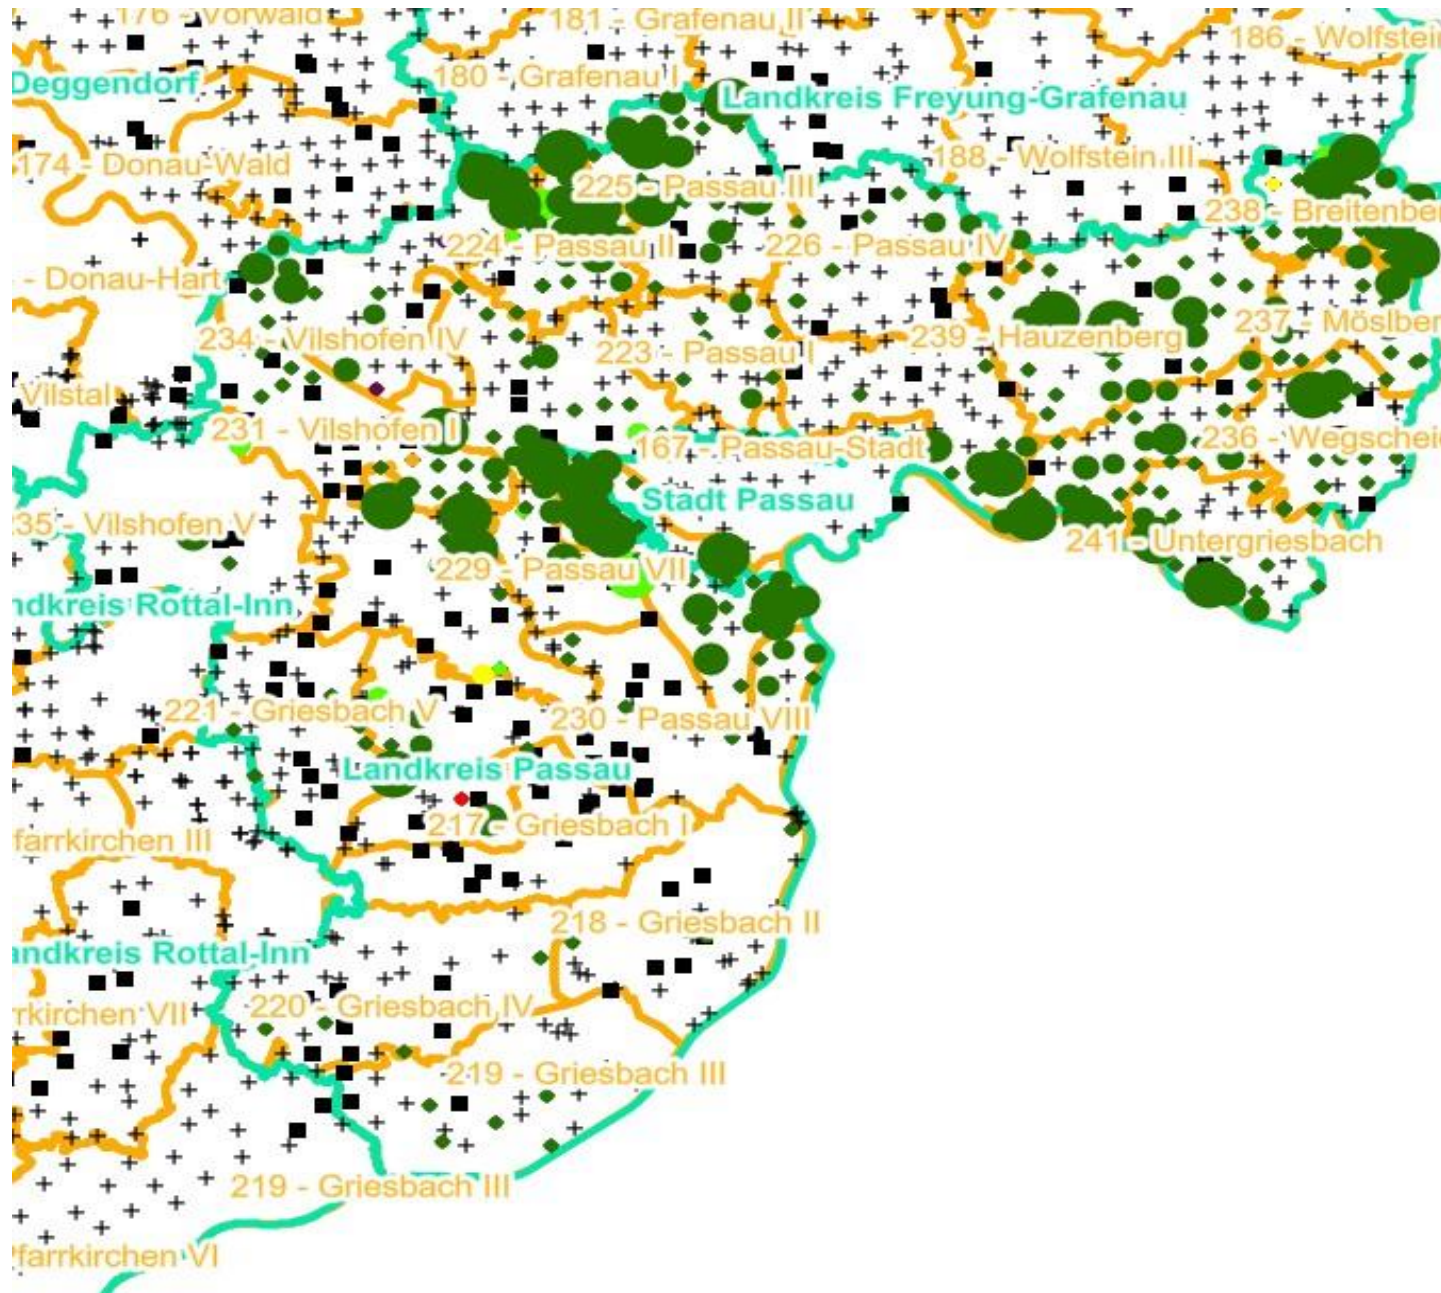 176 - Vorwald
181 - Grafenau II
186 - Wolfstein
180 - Grafenau I
Deggendorf
Landkreis Freyung-Grafenau
174 - Donau-Wald
188 - Wolfstein III
225 - Passau III
238 - Breitenber
224 - Passau II
226 - Passau IV
- Donau-Hart
234 - Vilshofen IV
223 - Passau I
239 - Hauzenberg
237 - Möslber
Vilstal
231 - Vilshofen I
167 - Passau-Stadt
236 - Wegschei
Stadt Passau
235 - Vilshofen V
241 - Untergriesbach
229 - Passau VII
ndkreis Rottal-Inn
221 - Griesbach V
230 - Passau VIII
Landkreis Passau
217 - Griesbach I
farrkirchen III
218 - Griesbach II
andkreis Rottal-Inn
220 - Griesbach IV
rrkirchen VII
219 - Griesbach III
219 - Griesbach III
Pfarrkirchen VI